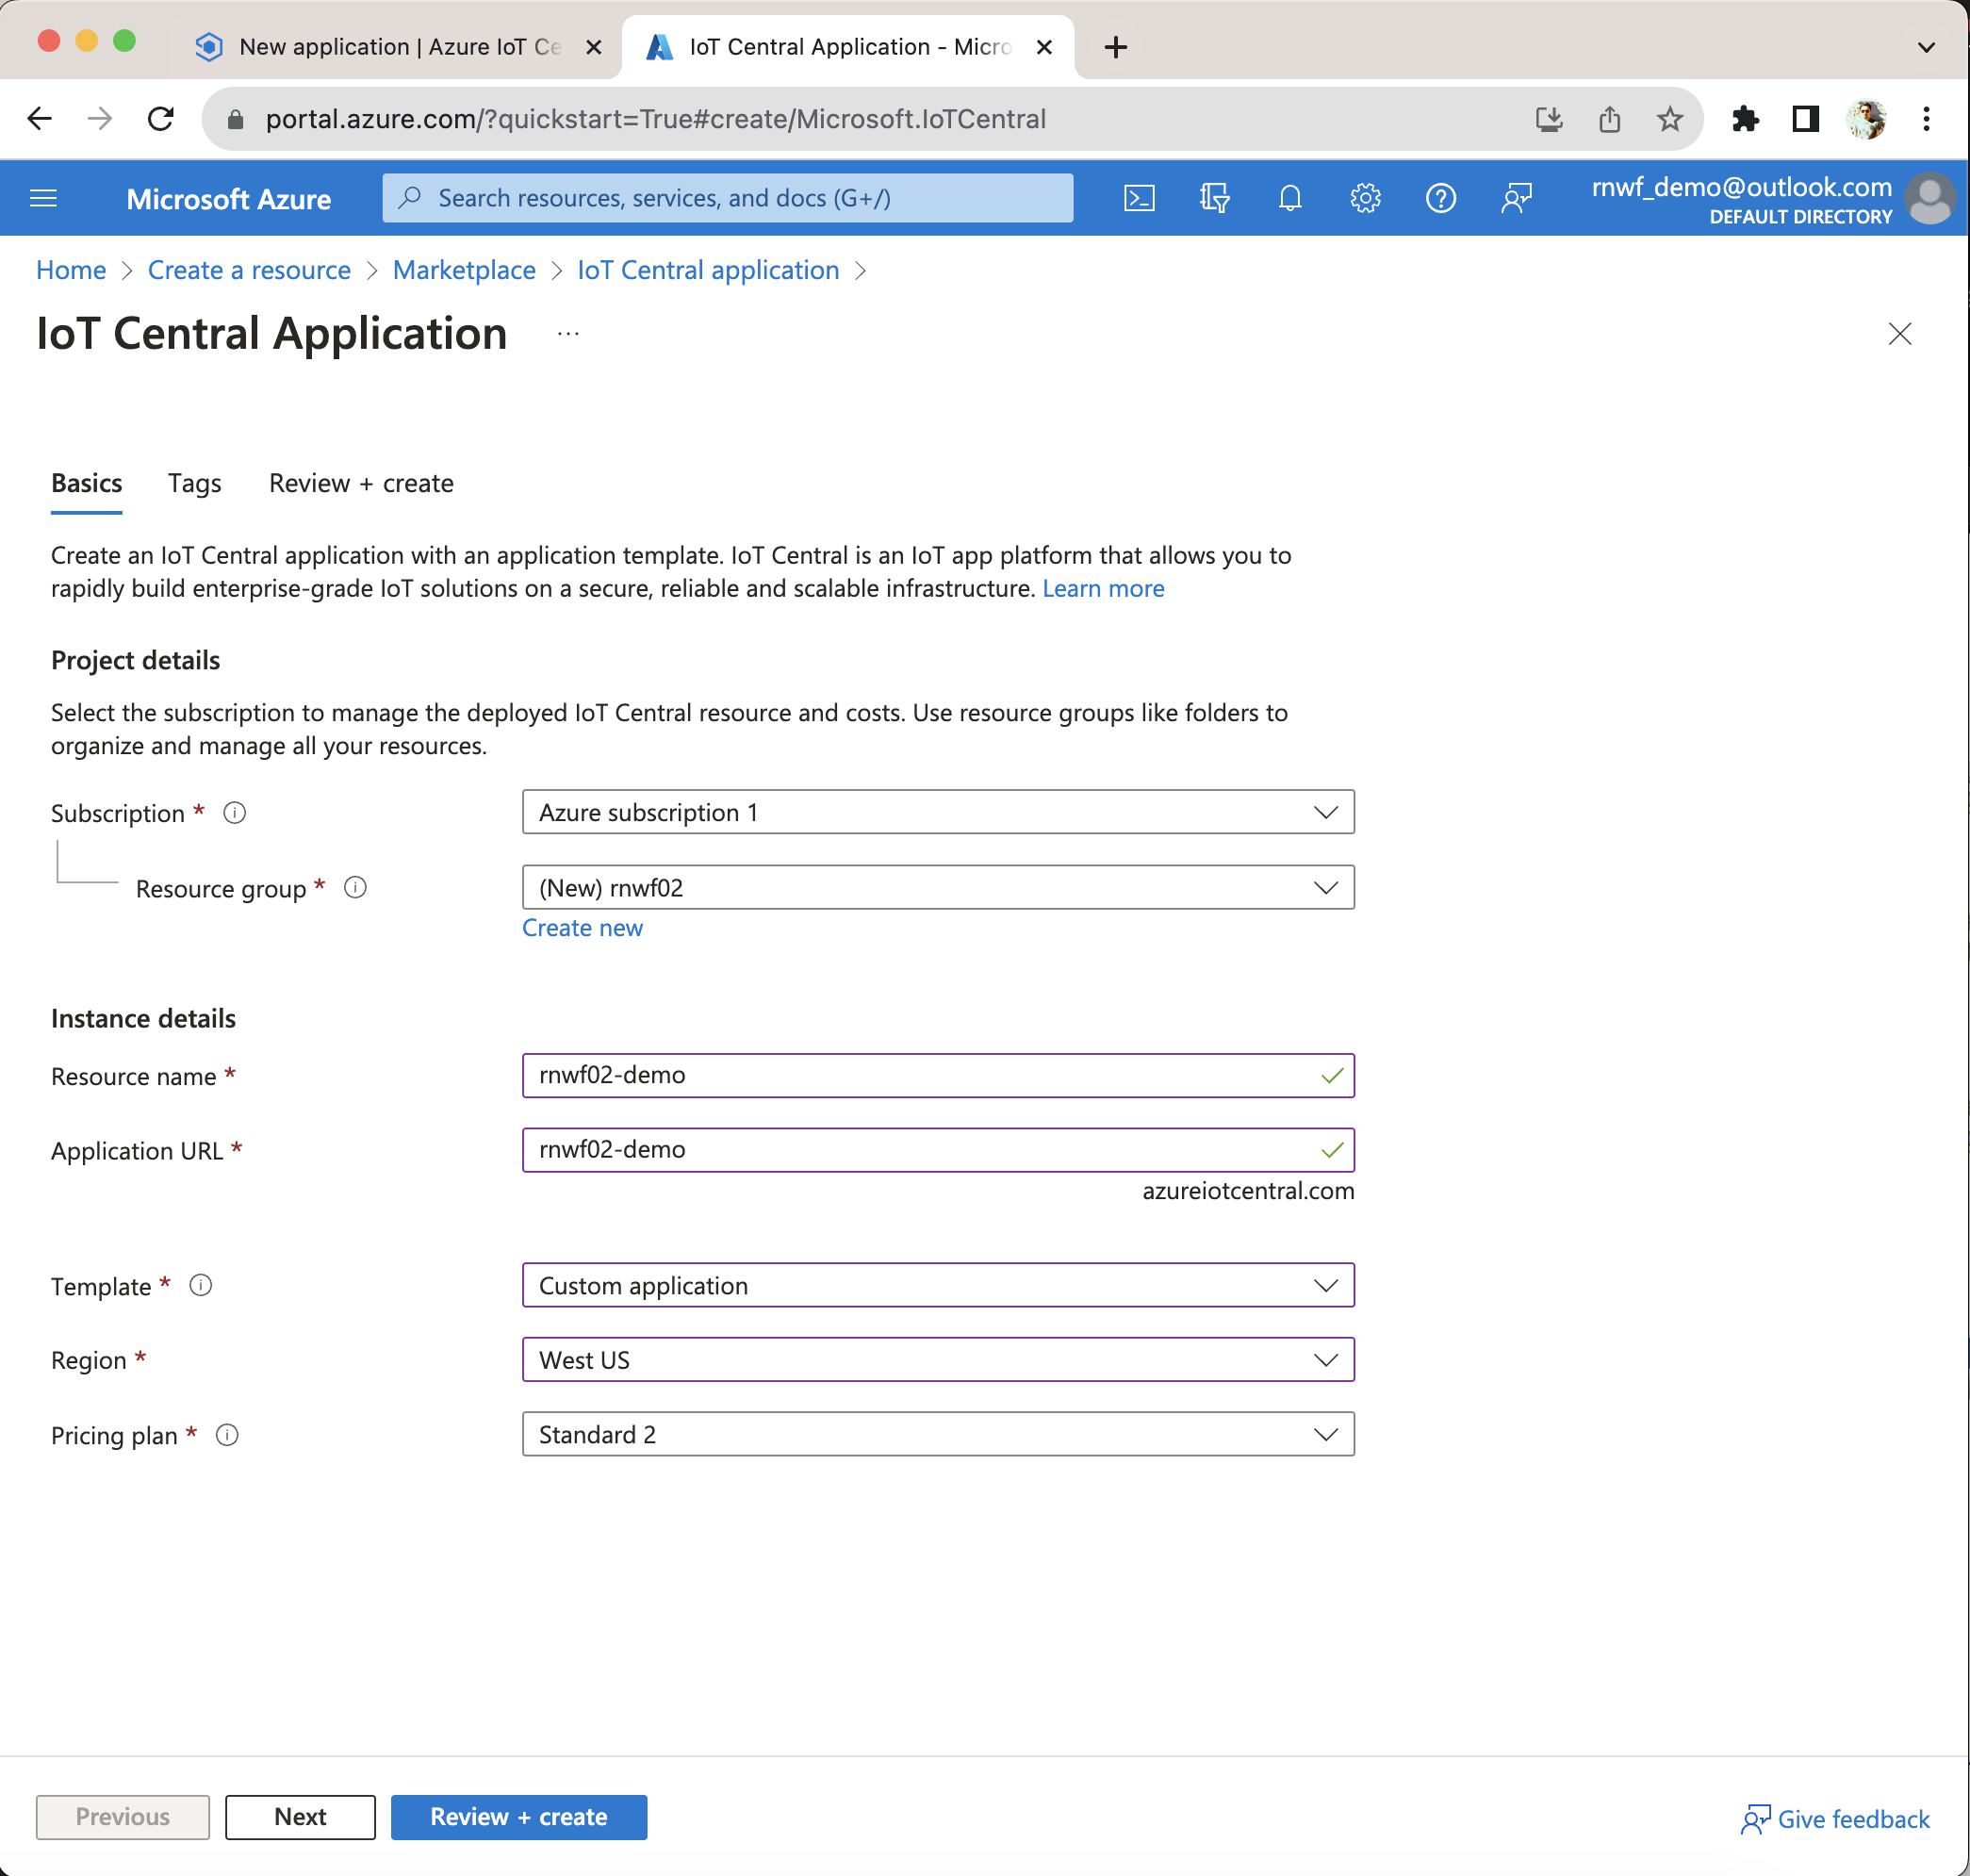 New application | Azure IoT Ce
IoT Central Application - Micro
portal.azure.com/?quickstart=True#create/Microsoft.IoTCentral
Microsoft Azure
Search resources, services, and docs (G+/)
rnwf_demo@outlook.com
DEFAULT DIRECTORY
Home > Create a resource > Marketplace > IoT Central application >
IoT Central Application ...
Basics Tags Review + create
Create an IoT Central application with an application template. IoT Central is an IoT app platform that allows you to
rapidly build enterprise-grade IoT solutions on a secure, reliable and scalable infrastructure. Learn more
Project details
Select the subscription to manage the deployed IoT Central resource and costs. Use resource groups like folders to
organize and manage all your resources.
Subscription * Azure subscription 1
Resource group * (New) rnwf02
Create new
Instance details
Resource name * rnwf02-demo
Application URL * rnwf02-demo
azureiotcentral.com
Template * Custom application
Region * West US
Pricing plan * Standard 2
Previous Next Review + create Give feedback